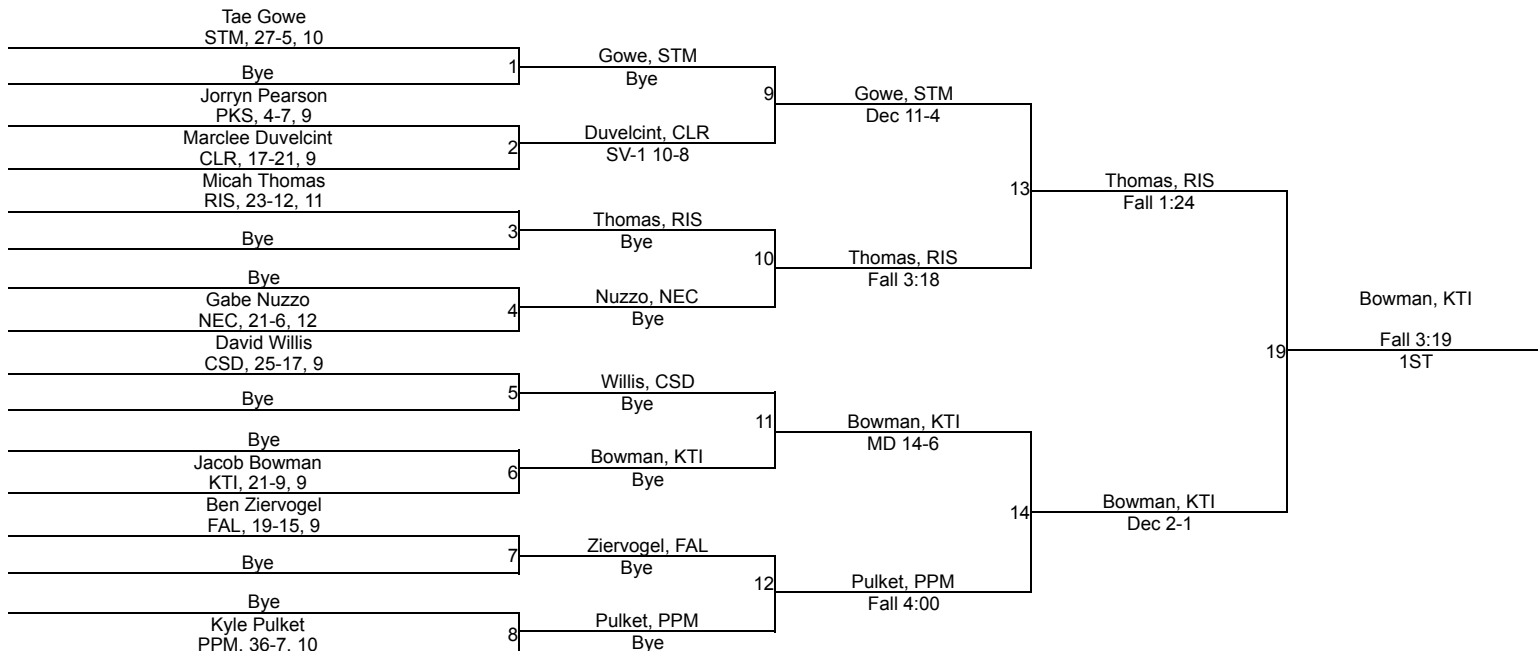 Tae Gowe
STM, 27-5, 10
Bye
1
Gowe, STM
Bye
Jorryn Pearson
PKS, 4-7, 9
Marclee Duvelcint
CLR, 17-21, 9
2
Duvelcint, CLR
SV-1 10-8
9
Gowe, STM
Dec 11-4
Micah Thomas
RIS, 23-12, 11
Bye
3
Thomas, RIS
Bye
Bye
Gabe Nuzzo
NEC, 21-6, 12
4
Nuzzo, NEC
Bye
10
Thomas, RIS
Fall 3:18
13
Thomas, RIS
Fall 1:24
David Willis
CSD, 25-17, 9
Bye
5
Willis, CSD
Bye
Bye
Jacob Bowman
KTI, 21-9, 9
6
Bowman, KTI
Bye
11
Bowman, KTI
MD 14-6
Ben Ziervogel
FAL, 19-15, 9
Bye
7
Ziervogel, FAL
Bye
Bye
Kyle Pulket
PPM, 36-7, 10
8
Pulket, PPM
Bye
12
Pulket, PPM
Fall 4:00
14
Bowman, KTI
Dec 2-1
19
Bowman, KTI
Fall 3:19
1ST